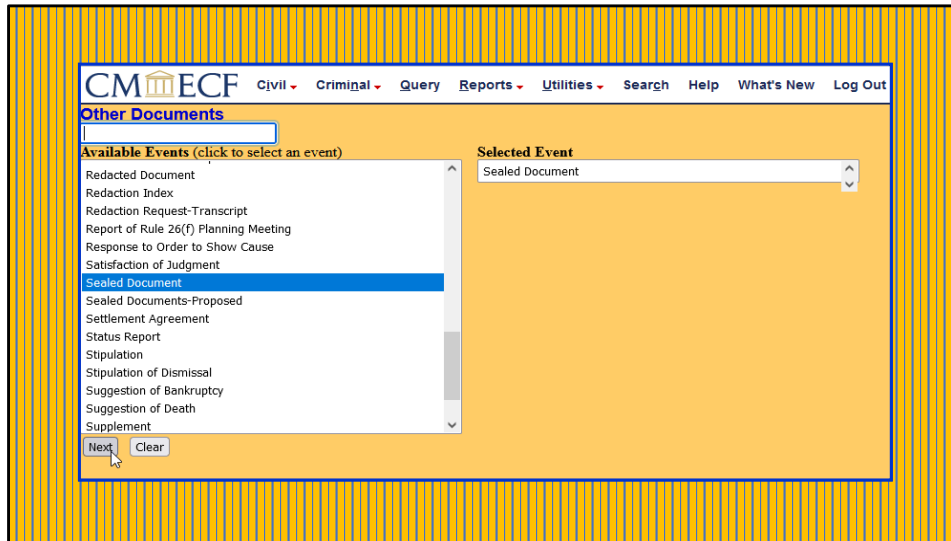 CM ECF Civil Criminal Query Reports Utilities Search Help What's New Log Out
Other Documents
Available Events (click to select an event)
Redacted Document
Redaction Index
Redaction Request-Transcript
Report of Rule 26(f) Planning Meeting
Response to Order to Show Cause
Satisfaction of Judgment
Sealed Document
Sealed Documents-Proposed
Settlement Agreement
Status Report
Stipulation
Stipulation of Dismissal
Suggestion of Bankruptcy
Suggestion of Death
Supplement
Selected Event
Sealed Document
Next Clear